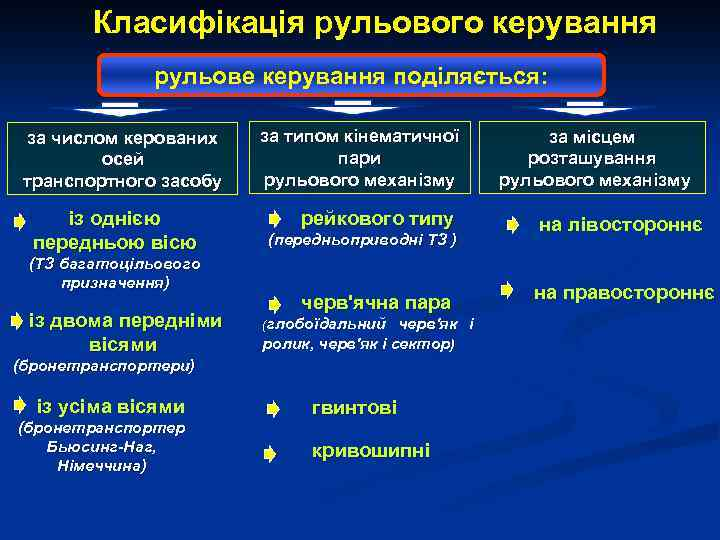 Класифікація рульового керування
рульове керування поділяється:
за числом керованих
осей
транспортного засобу
із однією
передньою вісю
(ТЗ багатоцільового
призначення)
із двома передніми
вісями
(бронетранспортери)
із усіма вісями
(бронетранспортер
Бьюсинг-Наг,
Німеччина)
за типом кінематичної
пари
рульового механізму
рейкового типу
(передньоприводні ТЗ )
черв'ячна пара
(глобоїдальний черв'як і
ролик, черв'як і сектор)
гвинтові
кривошипні
за місцем
розташування
рульового механізму
на лівостороннє
на правостороннє